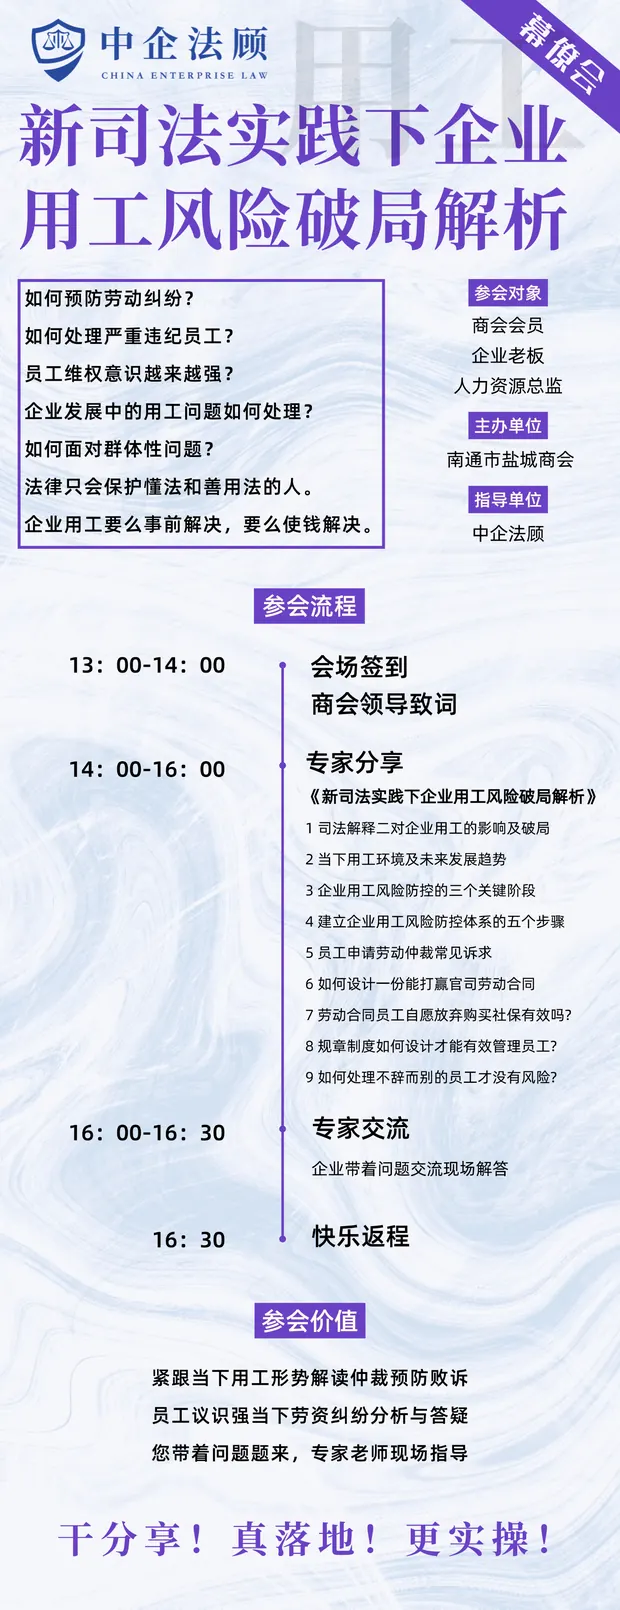 中企法顾
CHINA ENTERPRISE LAW
用工
幕僚会
新司法实践下企业
用工风险破局解析
如何预防劳动纠纷？
如何处理严重违纪员工？
员工维权意识越来越强？
企业发展中的用工问题如何处理？
如何面对群体性问题？
法律只会保护懂法和善用法的人。
企业用工要么事前解决，要么使钱解决。
参会对象
商会会员
企业老板
人力资源总监
主办单位
南通市盐城商会
指导单位
中企法顾
参会流程
13：00-14：00
会场签到
商会领导致词
14：00-16：00
专家分享
《新司法实践下企业用工风险破局解析》
1 司法解释二对企业用工的影响及破局
2 当下用工环境及未来发展趋势
3 企业用工风险防控的三个关键阶段
4 建立企业用工风险防控体系的五个步骤
5 员工申请劳动仲裁常见诉求
6 如何设计一份能打赢官司劳动合同
7 劳动合同员工自愿放弃购买社保有效吗?
8 规章制度如何设计才能有效管理员工?
9 如何处理不辞而别的员工才没有风险?
16：00-16：30
专家交流
企业带着问题交流现场解答
16：30
快乐返程
参会价值
紧跟当下用工形势解读仲裁预防败诉
员工议识强当下劳资纠纷分析与答疑
您带着问题题来，专家老师现场指导
干分享！真落地！更实操！